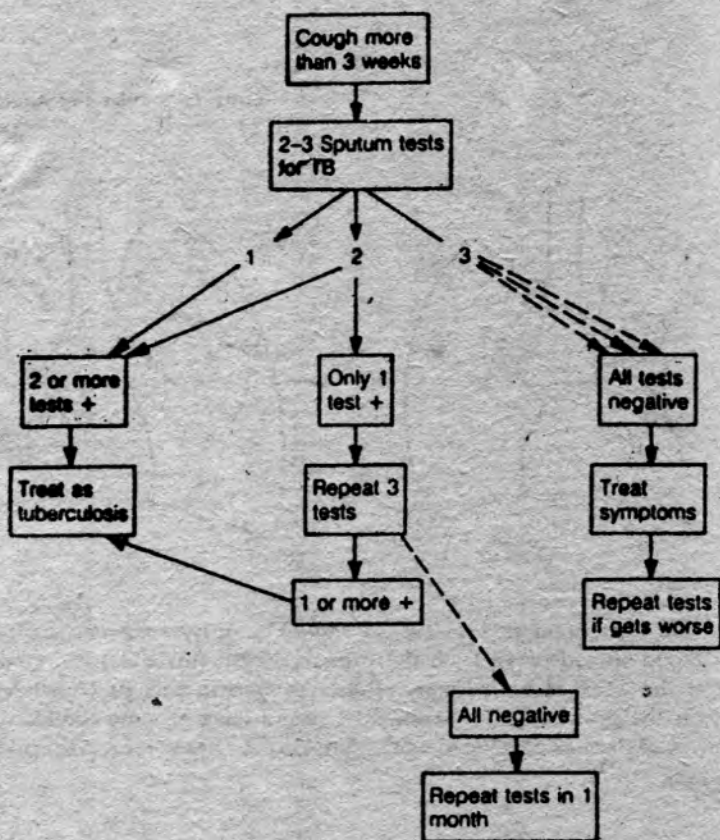 Cough more
than 3 weeks
2–3 Sputum tests
for TB
1
2
3
2 or more
tests +
Only 1
test +
All tests
negative
Treat as
tuberculosis
Repeat 3
tests
Treat
symptoms
1 or more +
Repeat tests
if gets worse
All negative
Repeat tests in 1
month